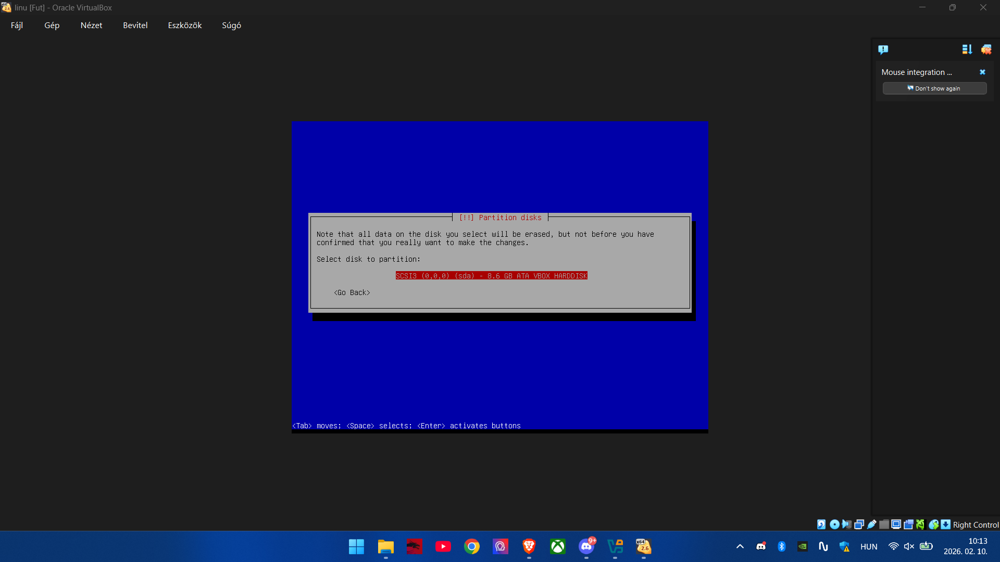 linu [Fut] - Oracle VirtualBox
Fájl Gép Nézet Bevitel Eszközök Súgó
Mouse integration ...
Don't show again
[!!] Partition disks
Note that all data on the disk you select will be erased, but not before you have
confirmed that you really want to make the changes.
Select disk to partition:
SCSI3 (0,0,0) (sda) - 8.6 GB ATA VBOX HARDDISK
<Go Back>
<Tab> moves; <Space> selects; <Enter> activates buttons
Right Control
x64
2.6
9+
HUN
10:13
2026. 02. 10.